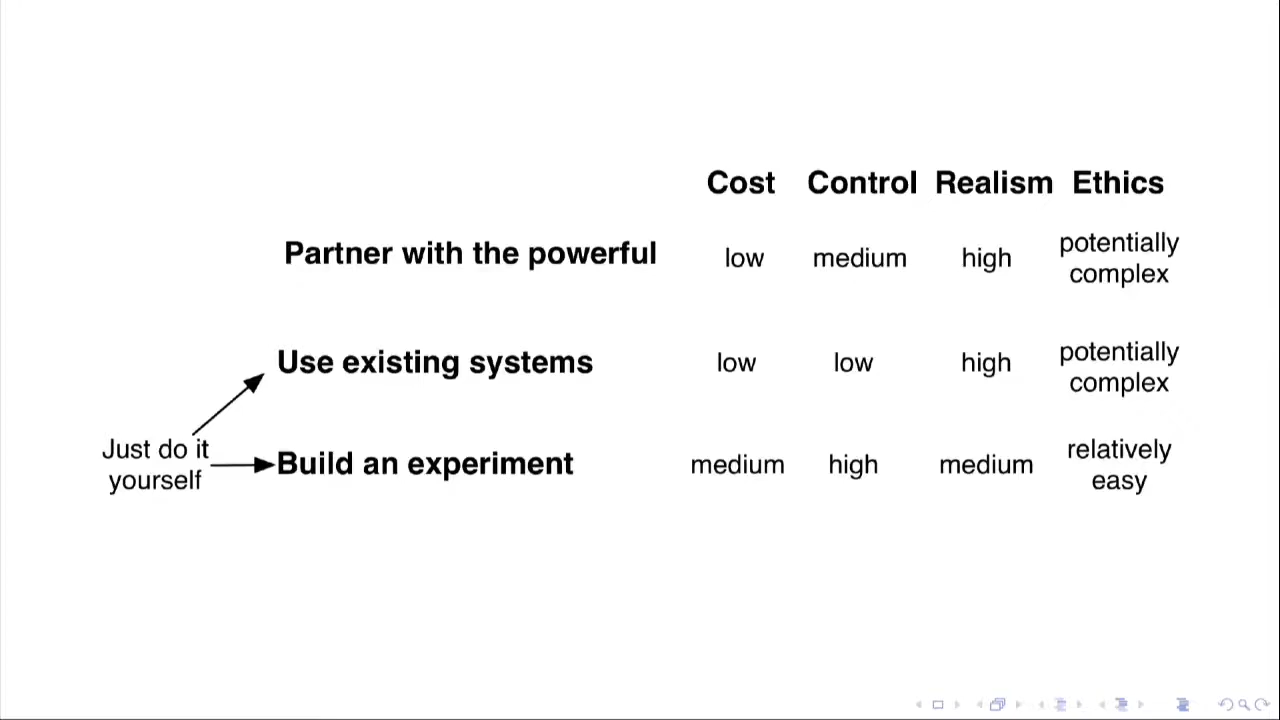 Cost Control Realism Ethics
Partner with the powerful low medium high potentially
complex
Use existing systems low low high potentially
complex
Just do it
yourself
Build an experiment medium high medium relatively
easy